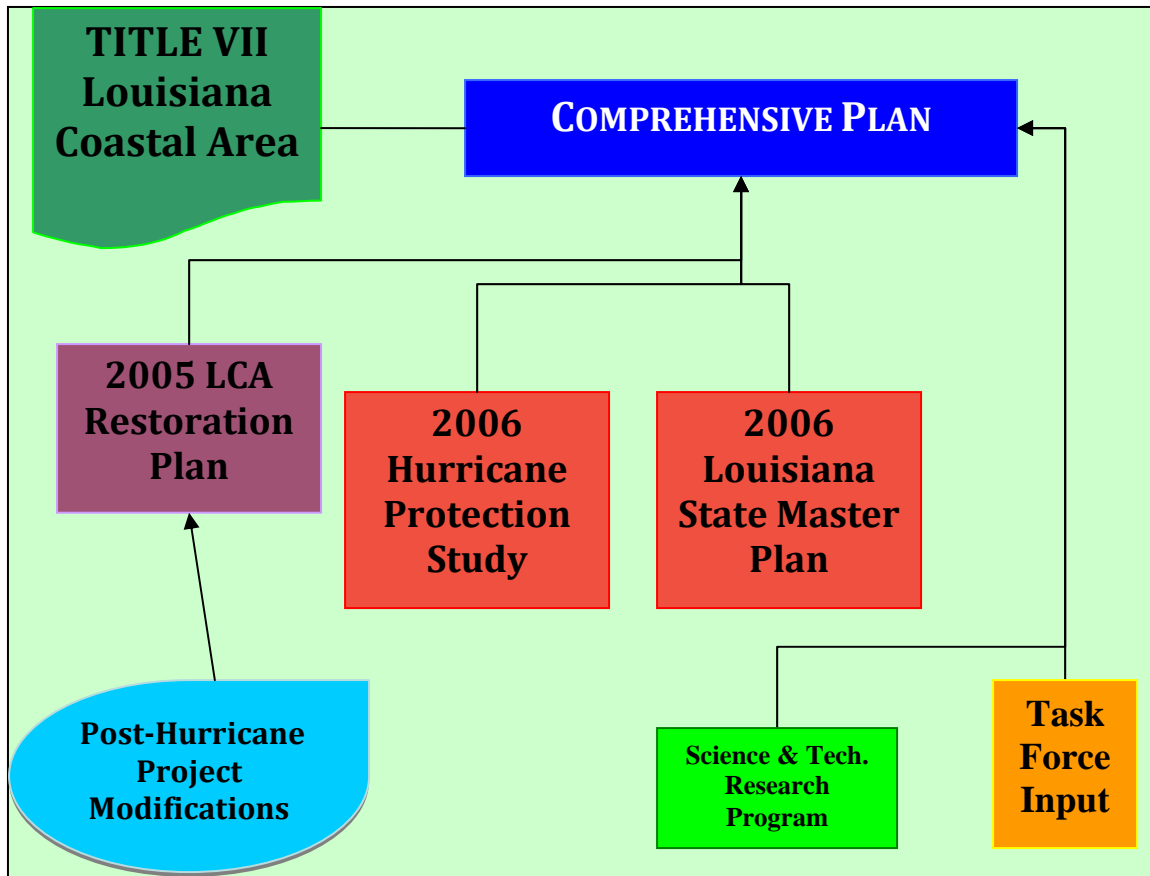 TITLE VII
Louisiana
Coastal Area
COMPREHENSIVE PLAN
2005 LCA
Restoration
Plan
2006
Hurricane
Protection
Study
2006
Louisiana
State Master
Plan
Post-Hurricane
Project
Modifications
Science & Tech.
Research
Program
Task
Force
Input